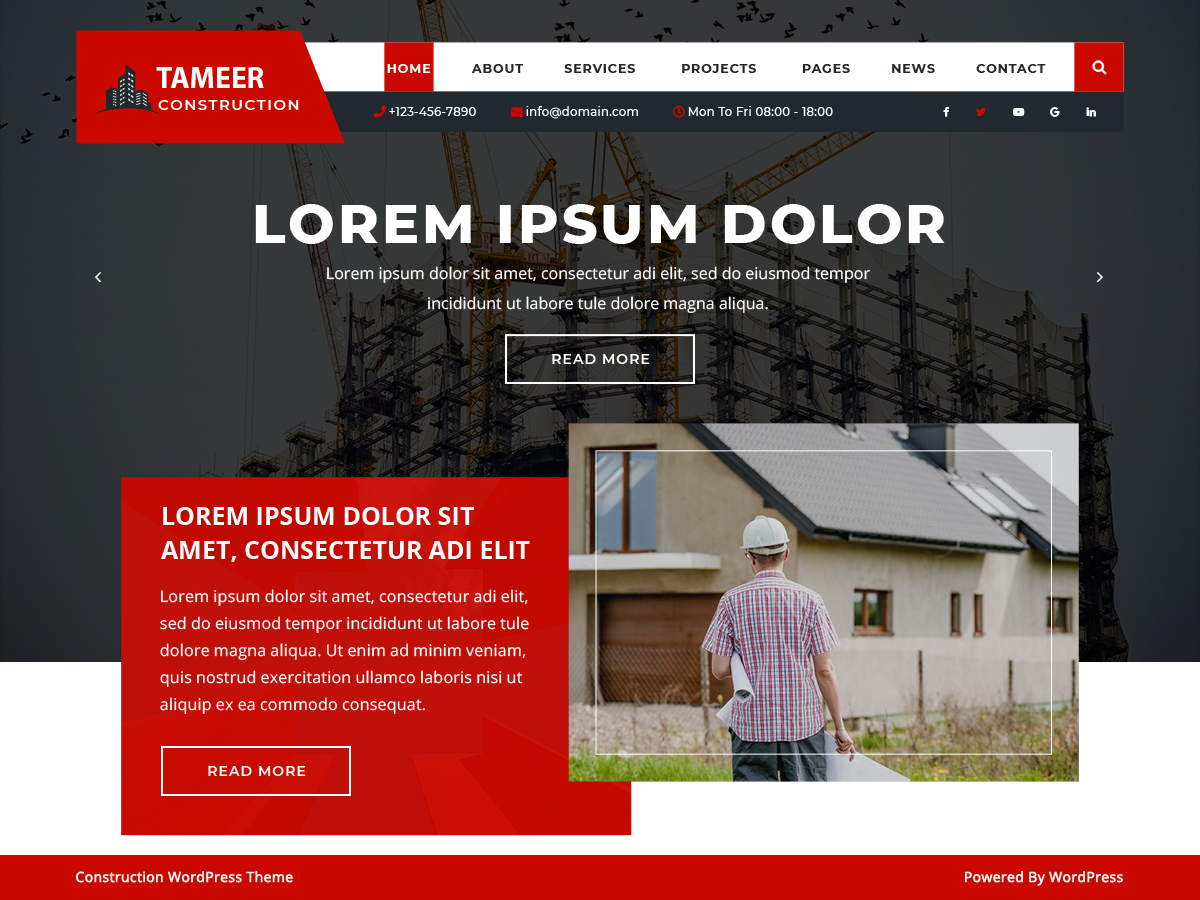 TAMEER
CONSTRUCTION
HOME ABOUT SERVICES PROJECTS PAGES NEWS CONTACT
+123-456-7890 info@domain.com Mon To Fri 08:00 - 18:00
LOREM IPSUM DOLOR
Lorem ipsum dolor sit amet, consectetur adi elit, sed do eiusmod tempor
incididunt ut labore tule dolore magna aliqua.
READ MORE
LOREM IPSUM DOLOR SIT
AMET, CONSECTETUR ADI ELIT
Lorem ipsum dolor sit amet, consectetur adi elit,
sed do eiusmod tempor incididunt ut labore tule
dolore magna aliqua. Ut enim ad minim veniam,
quis nostrud exercitation ullamco laboris nisi ut
aliquip ex ea commodo consequat.
READ MORE
Construction WordPress Theme
Powered By WordPress